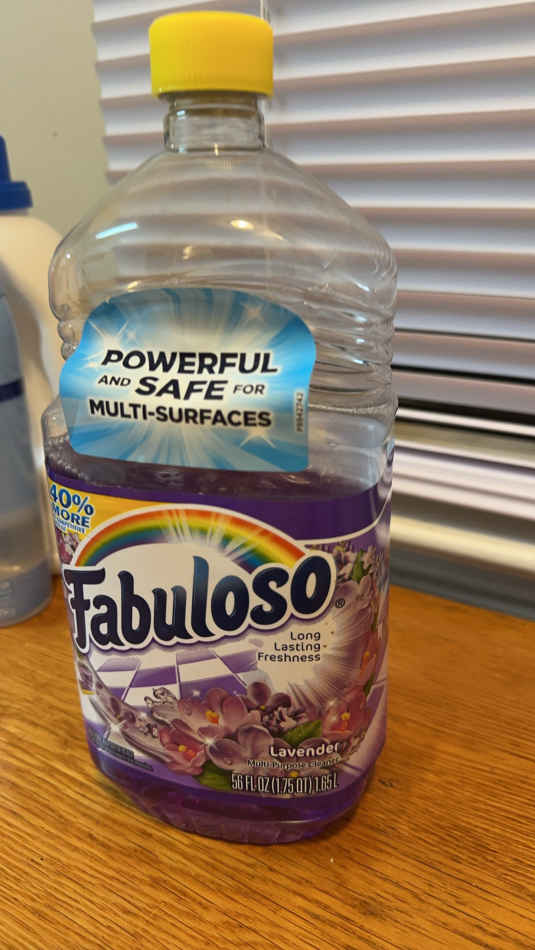 POWERFUL
AND SAFE FOR
MULTI-SURFACES
P8942742
40%
MORE
Fabuloso®
Long
Lasting
Freshness
Lavender
Multi-Purpose Cleaner
56 FL OZ (1.75 QT) 1.65 L